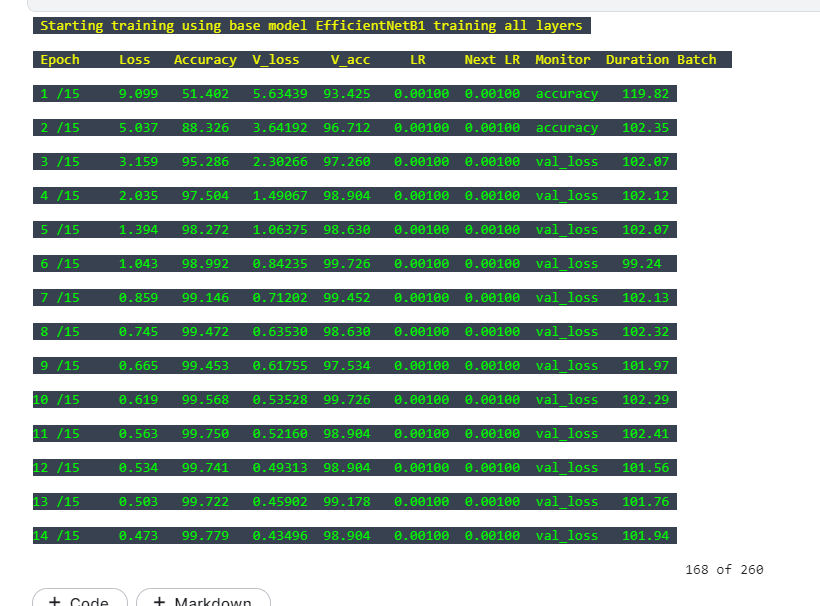 Starting training using base model EfficientNetB1 training all layers
Epoch Loss Accuracy V_loss V_acc LR Next LR Monitor Duration Batch
1 /15 9.099 51.402 5.63439 93.425 0.00100 0.00100 accuracy 119.82
2 /15 5.037 88.326 3.64192 96.712 0.00100 0.00100 accuracy 102.35
3 /15 3.159 95.286 2.30266 97.260 0.00100 0.00100 val_loss 102.07
4 /15 2.035 97.504 1.49067 98.904 0.00100 0.00100 val_loss 102.12
5 /15 1.394 98.272 1.06375 98.630 0.00100 0.00100 val_loss 102.07
6 /15 1.043 98.992 0.84235 99.726 0.00100 0.00100 val_loss 99.24
7 /15 0.859 99.146 0.71202 99.452 0.00100 0.00100 val_loss 102.13
8 /15 0.745 99.472 0.63530 98.630 0.00100 0.00100 val_loss 102.32
9 /15 0.665 99.453 0.61755 97.534 0.00100 0.00100 val_loss 101.97
10 /15 0.619 99.568 0.53528 99.726 0.00100 0.00100 val_loss 102.29
11 /15 0.563 99.750 0.52160 98.904 0.00100 0.00100 val_loss 102.41
12 /15 0.534 99.741 0.49313 98.904 0.00100 0.00100 val_loss 101.56
13 /15 0.503 99.722 0.45902 99.178 0.00100 0.00100 val_loss 101.76
14 /15 0.473 99.779 0.43496 98.904 0.00100 0.00100 val_loss 101.94
168 of 260
+ Code + Markdown